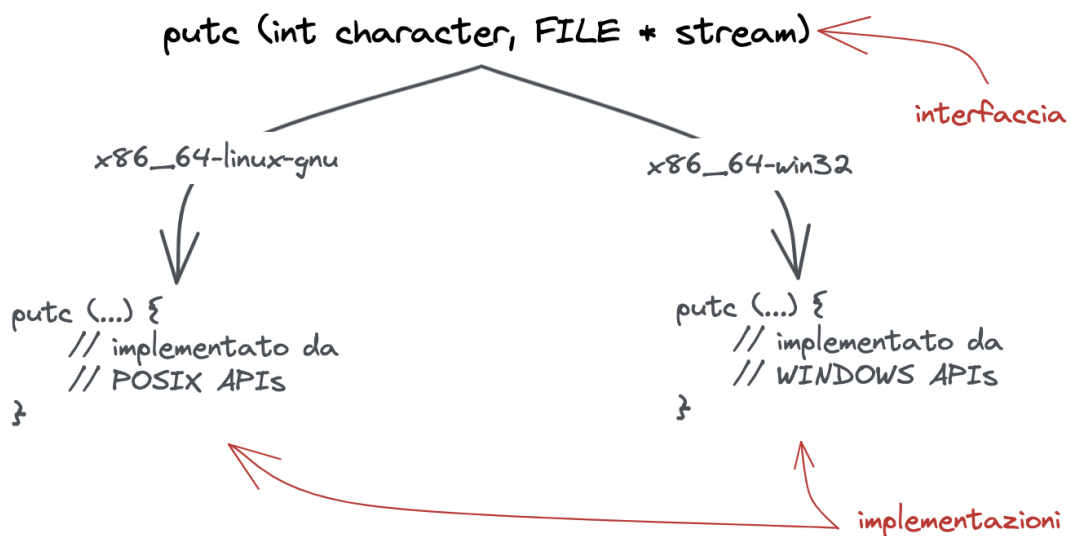 putc (int character, FILE * stream)
interfaccia
x86_64-linux-gnu
x86_64-win32
putc (...) {
// implementato da
// POSIX APIs
}
putc (...) {
// implementato da
// WINDOWS APIs
}
implementazioni